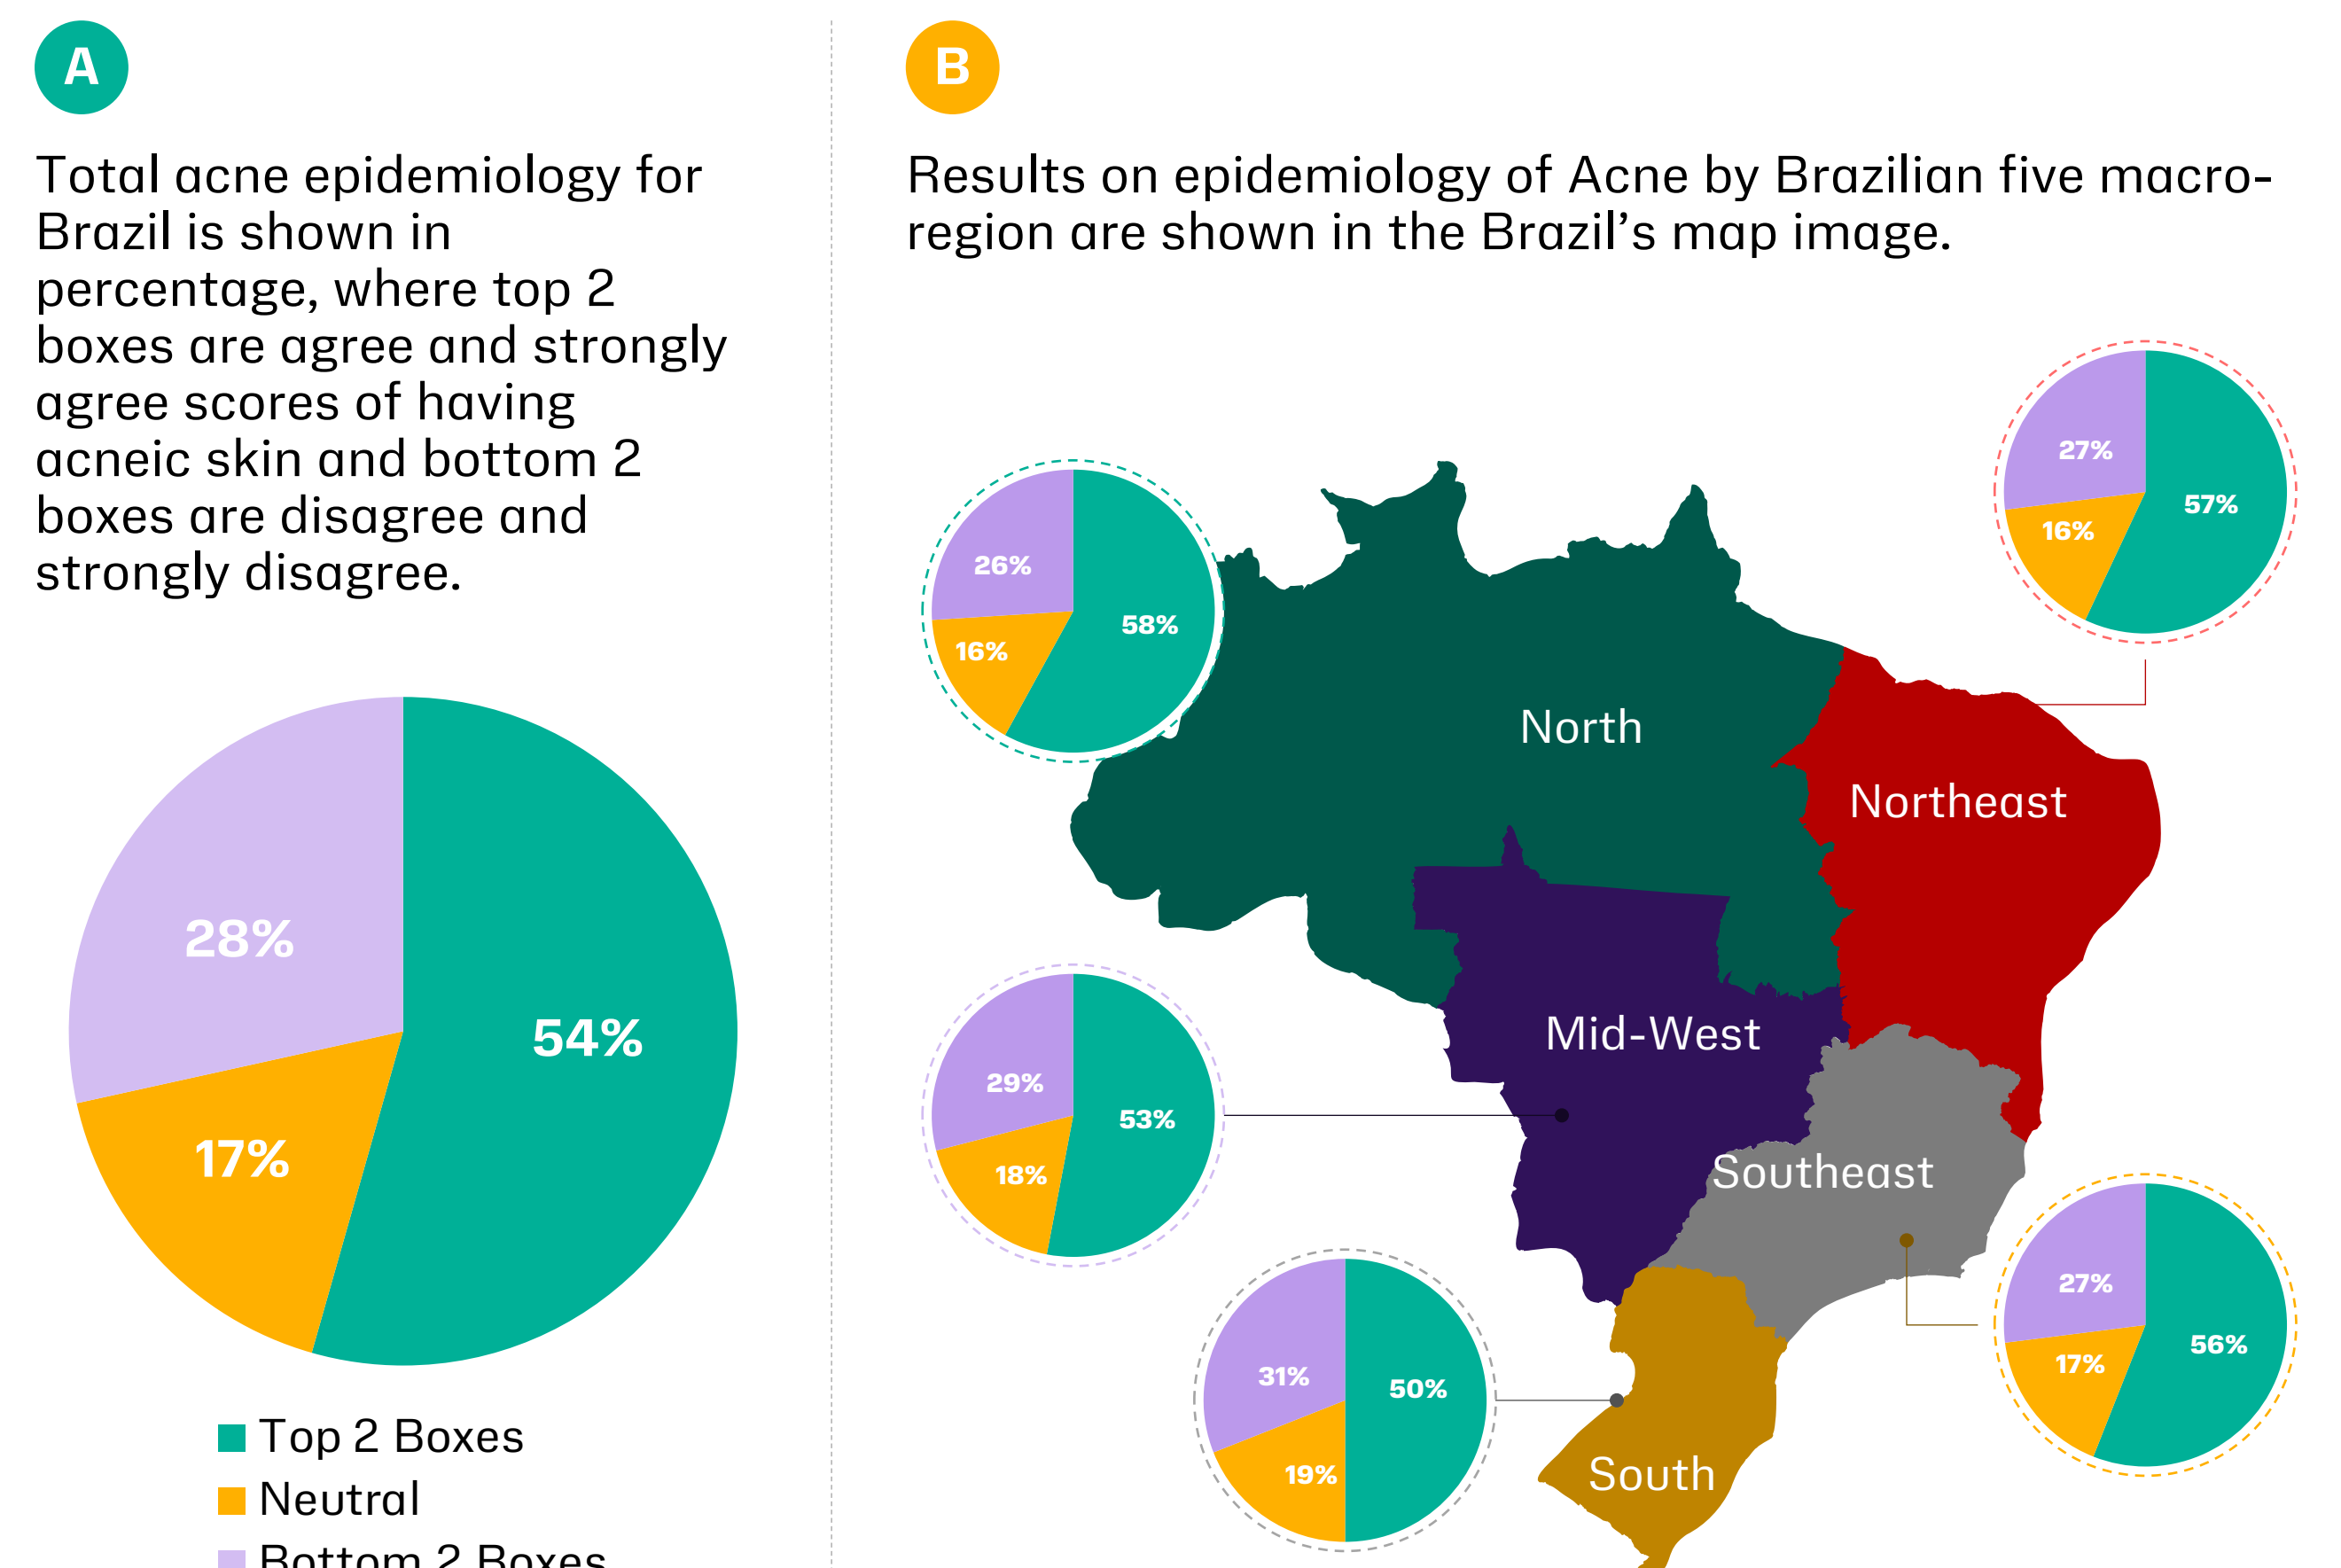 A
Total acne epidemiology for
Brazil is shown in
percentage, where top 2
boxes are agree and strongly
agree scores of having
acneic skin and bottom 2
boxes are disagree and
strongly disagree.
28%
54%
17%
Top 2 Boxes
Neutral
Bottom 2 Boxes
B
Results on epidemiology of Acne by Brazilian five macro-
region are shown in the Brazil’s map image.
27%
57%
16%
26%
58%
16%
North
Northeast
Mid-West
29%
53%
18%
Southeast
27%
56%
17%
31%
50%
19%
South